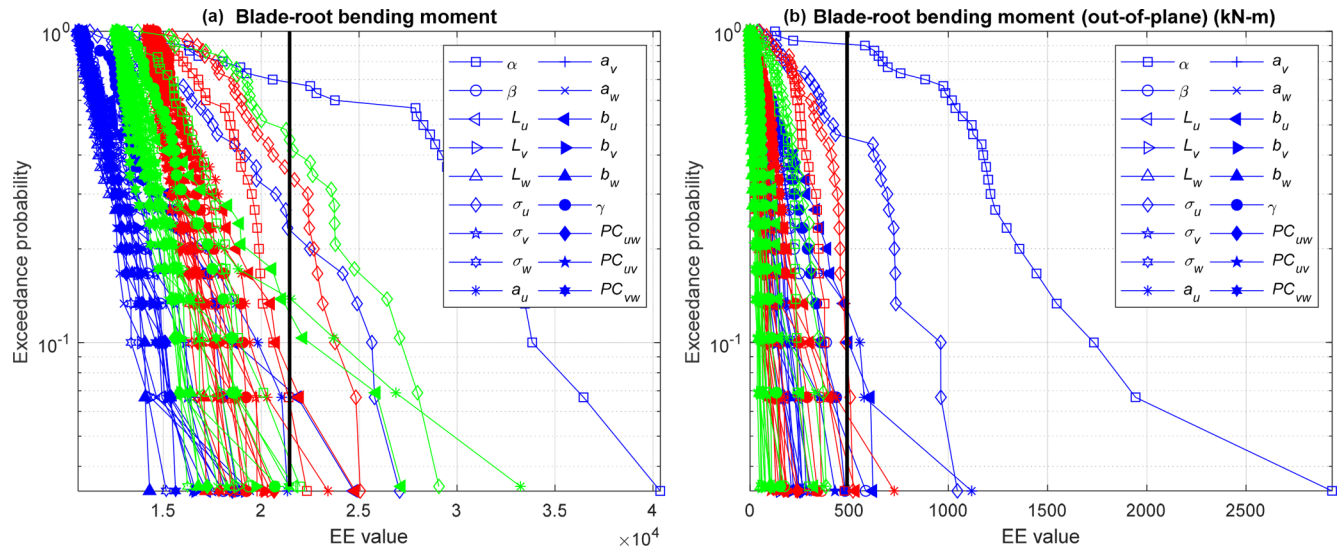 (a) Blade-root bending moment
Exceedance probability
10^0
10^-1
α
β
L_u
L_v
L_w
σ_u
σ_v
σ_w
a_u
a_v
a_w
b_u
b_v
b_w
γ
PC_uw
PC_uv
PC_vw
1.5 2 2.5 3 3.5 4
×10^4
EE value
(b) Blade-root bending moment (out-of-plane) (kN-m)
Exceedance probability
10^0
10^-1
α
β
L_u
L_v
L_w
σ_u
σ_v
σ_w
a_u
a_v
a_w
b_u
b_v
b_w
γ
PC_uw
PC_uv
PC_vw
0 500 1000 1500 2000 2500
EE value